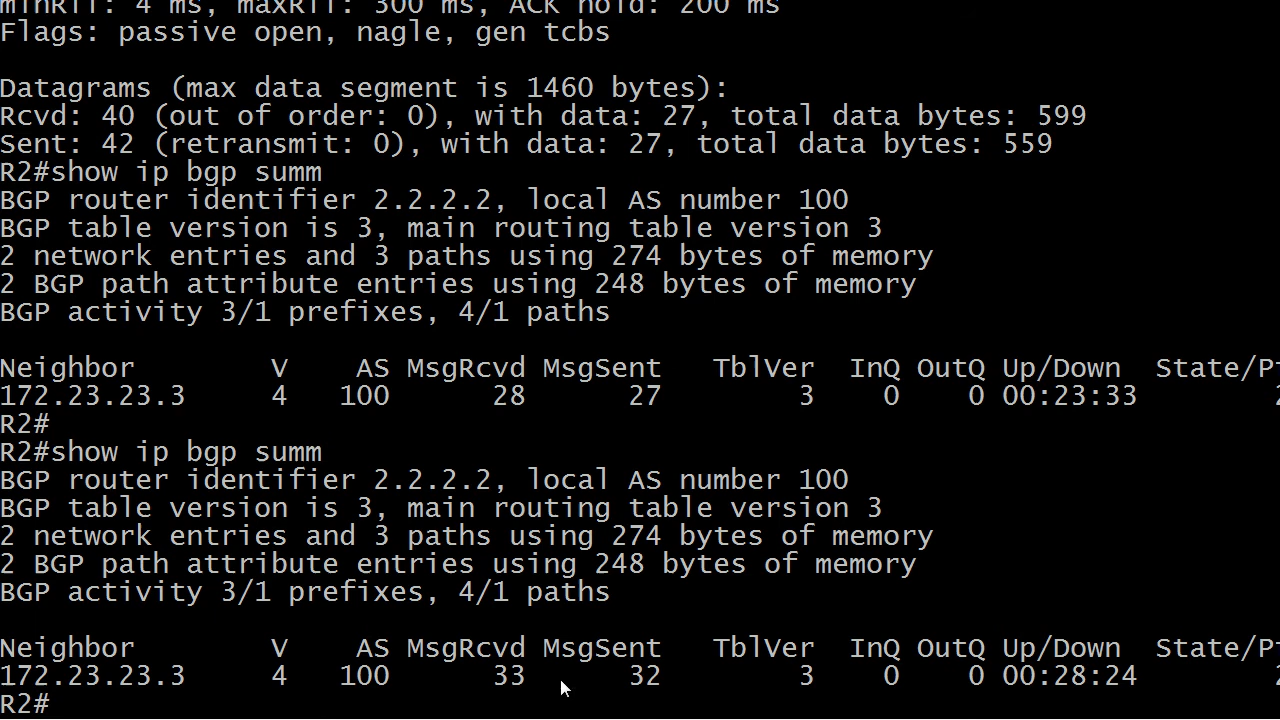 minRTT: 4 ms, maxRTT: 300 ms, ACK hold: 200 ms
Flags: passive open, nagle, gen tcbs
Datagrams (max data segment is 1460 bytes):
Rcvd: 40 (out of order: 0), with data: 27, total data bytes: 599
Sent: 42 (retransmit: 0), with data: 27, total data bytes: 559
R2#show ip bgp summ
BGP router identifier 2.2.2.2, local AS number 100
BGP table version is 3, main routing table version 3
2 network entries and 3 paths using 274 bytes of memory
2 BGP path attribute entries using 248 bytes of memory
BGP activity 3/1 prefixes, 4/1 paths
Neighbor V AS MsgRcvd MsgSent TblVer InQ OutQ Up/Down
172.23.23.3 4 100 28 27 3 0 0 00:23:33
R2#
R2#show ip bgp summ
BGP router identifier 2.2.2.2, local AS number 100
BGP table version is 3, main routing table version 3
2 network entries and 3 paths using 274 bytes of memory
2 BGP path attribute entries using 248 bytes of memory
BGP activity 3/1 prefixes, 4/1 paths
Neighbor V AS MsgRcvd MsgSent TblVer InQ OutQ Up/Down
172.23.23.3 4 100 33 32 3 0 0 00:28:24
R2#